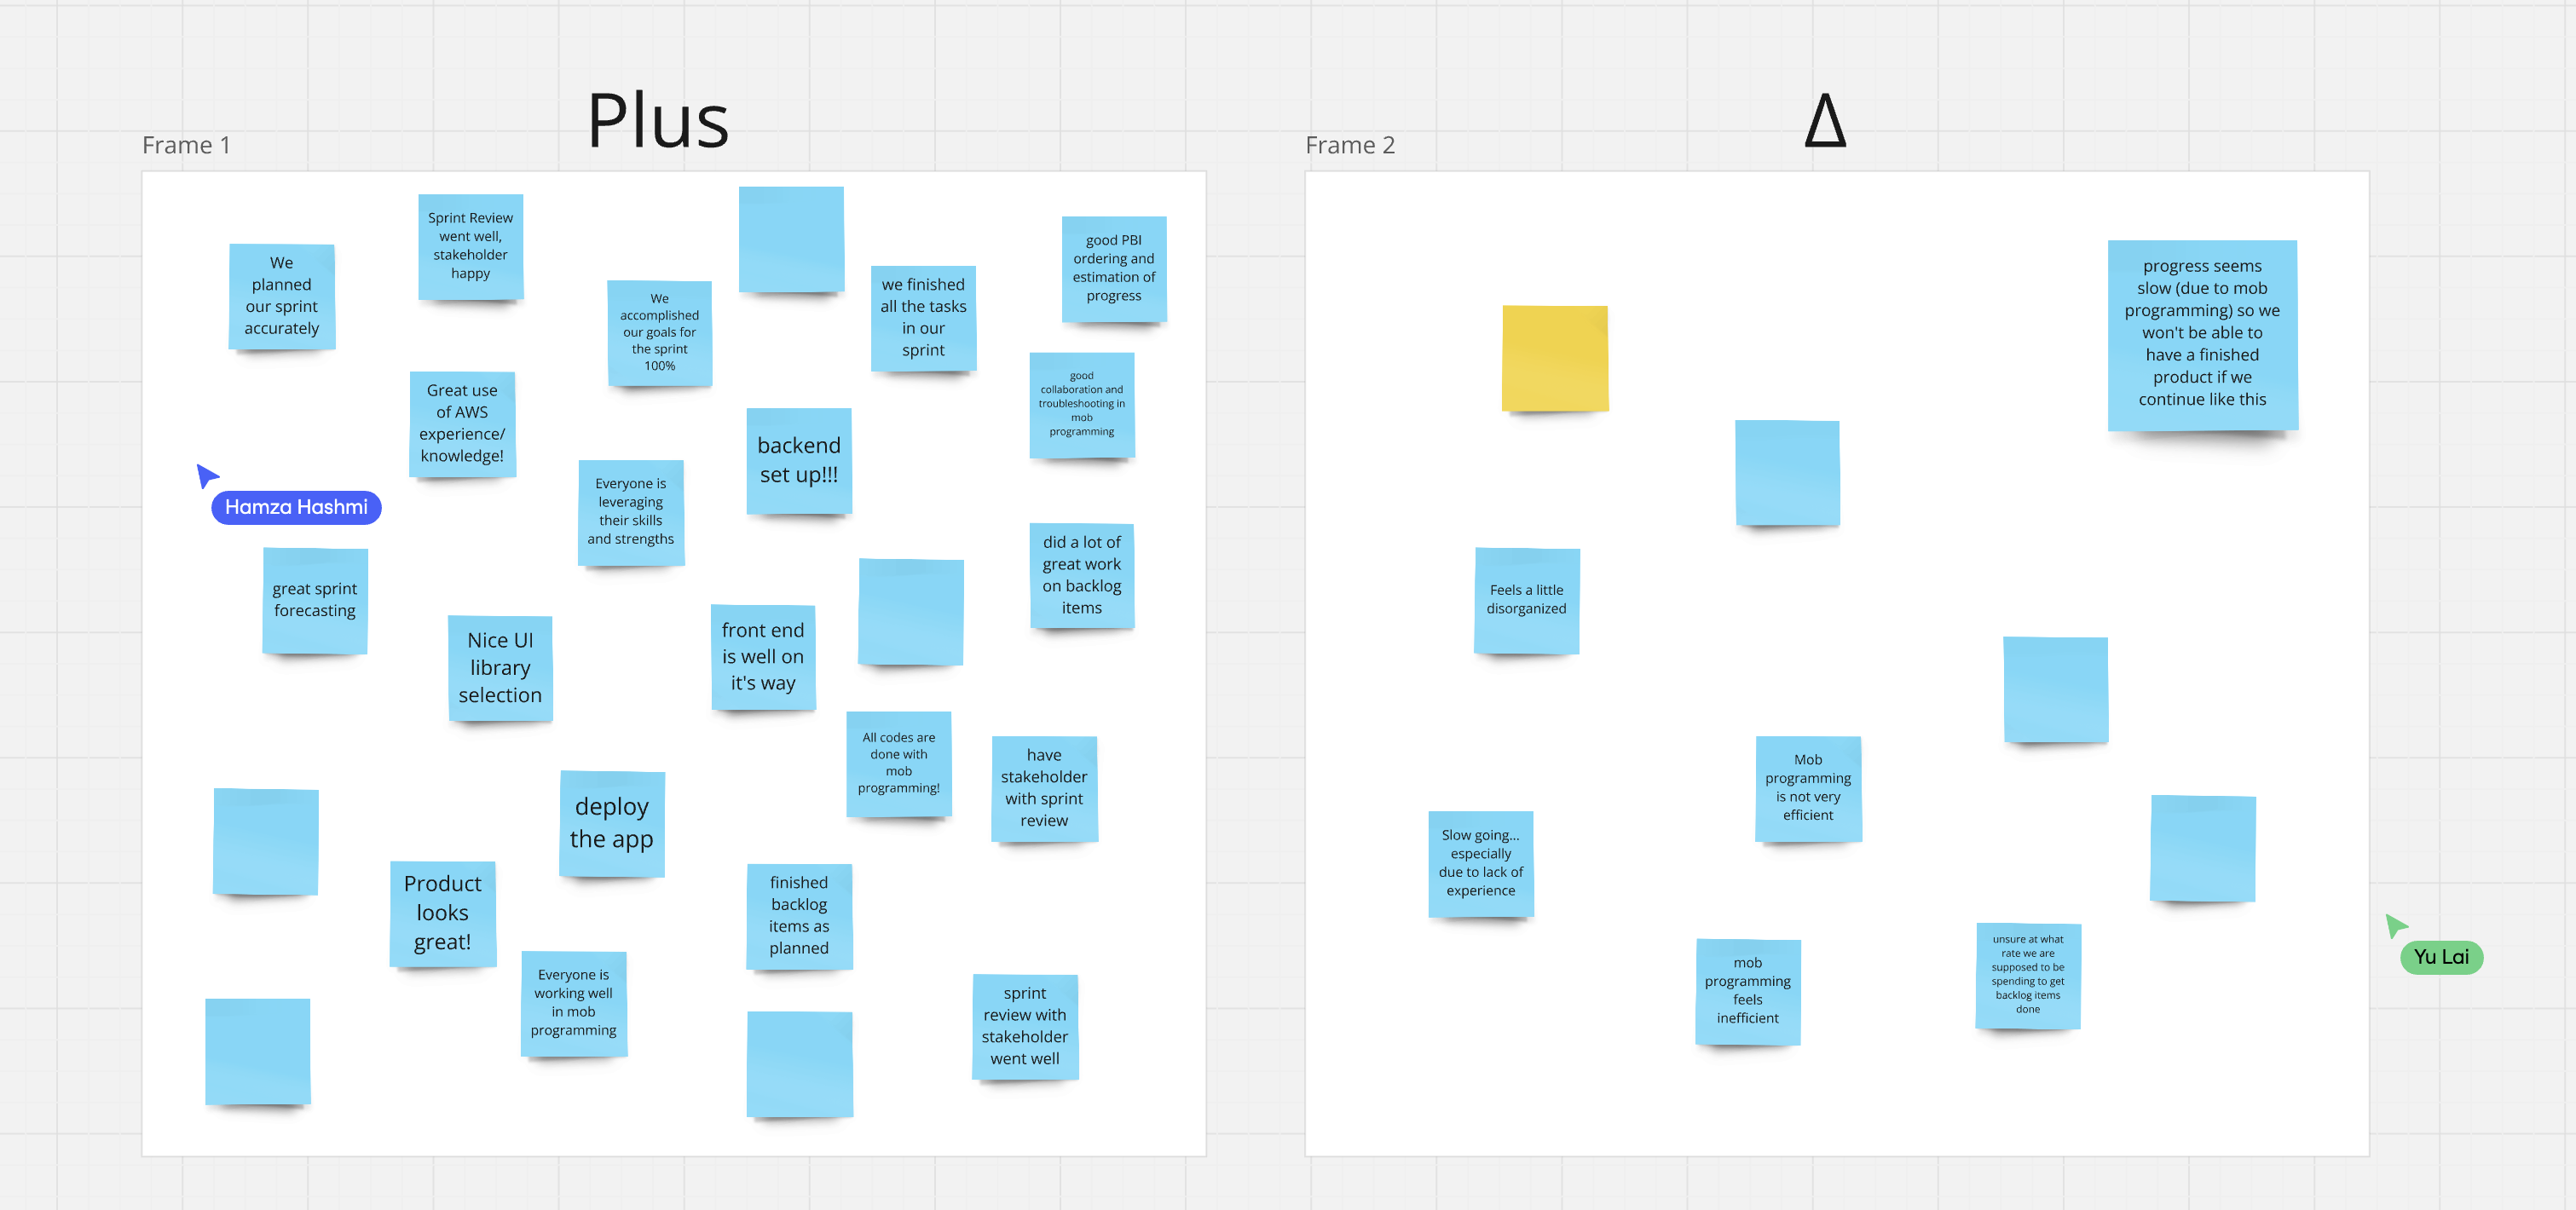 Plus
Δ
Frame 1
Frame 2
We
planned
our sprint
accurately
Sprint Review
went well,
stakeholder
happy
We
accomplished
our goals for
the sprint
100%
we finished
all the tasks
in our
sprint
good PBI
ordering and
estimation of
progress
Great use
of AWS
experience/
knowledge!
good
collaboration and
troubleshooting in
mob
programming
backend
set up!!!
Everyone is
leveraging
their skills
and strengths
Hamza Hashmi
great sprint
forecasting
did a lot of
great work
on backlog
items
Nice UI
library
selection
front end
is well on
it's way
All codes are
done with
mob
programming!
have
stakeholder
with sprint
review
deploy
the app
Product
looks
great!
finished
backlog
items as
planned
Everyone is
working well
in mob
programming
sprint
review with
stakeholder
went well
progress seems
slow (due to mob
programming) so we
won't be able to
have a finished
product if we
continue like this
Feels a little
disorganized
Mob
programming
is not very
efficient
Slow going...
especially
due to lack of
experience
mob
programming
feels
inefficient
unsure at what
rate we are
supposed to be
spending to get
backlog items
done
Yu Lai